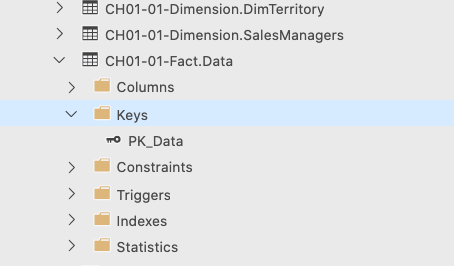 CH01-01-Dimension.DimTerritory
CH01-01-Dimension.SalesManagers
CH01-01-Fact.Data
Columns
Keys
PK_Data
Constraints
Triggers
Indexes
Statistics